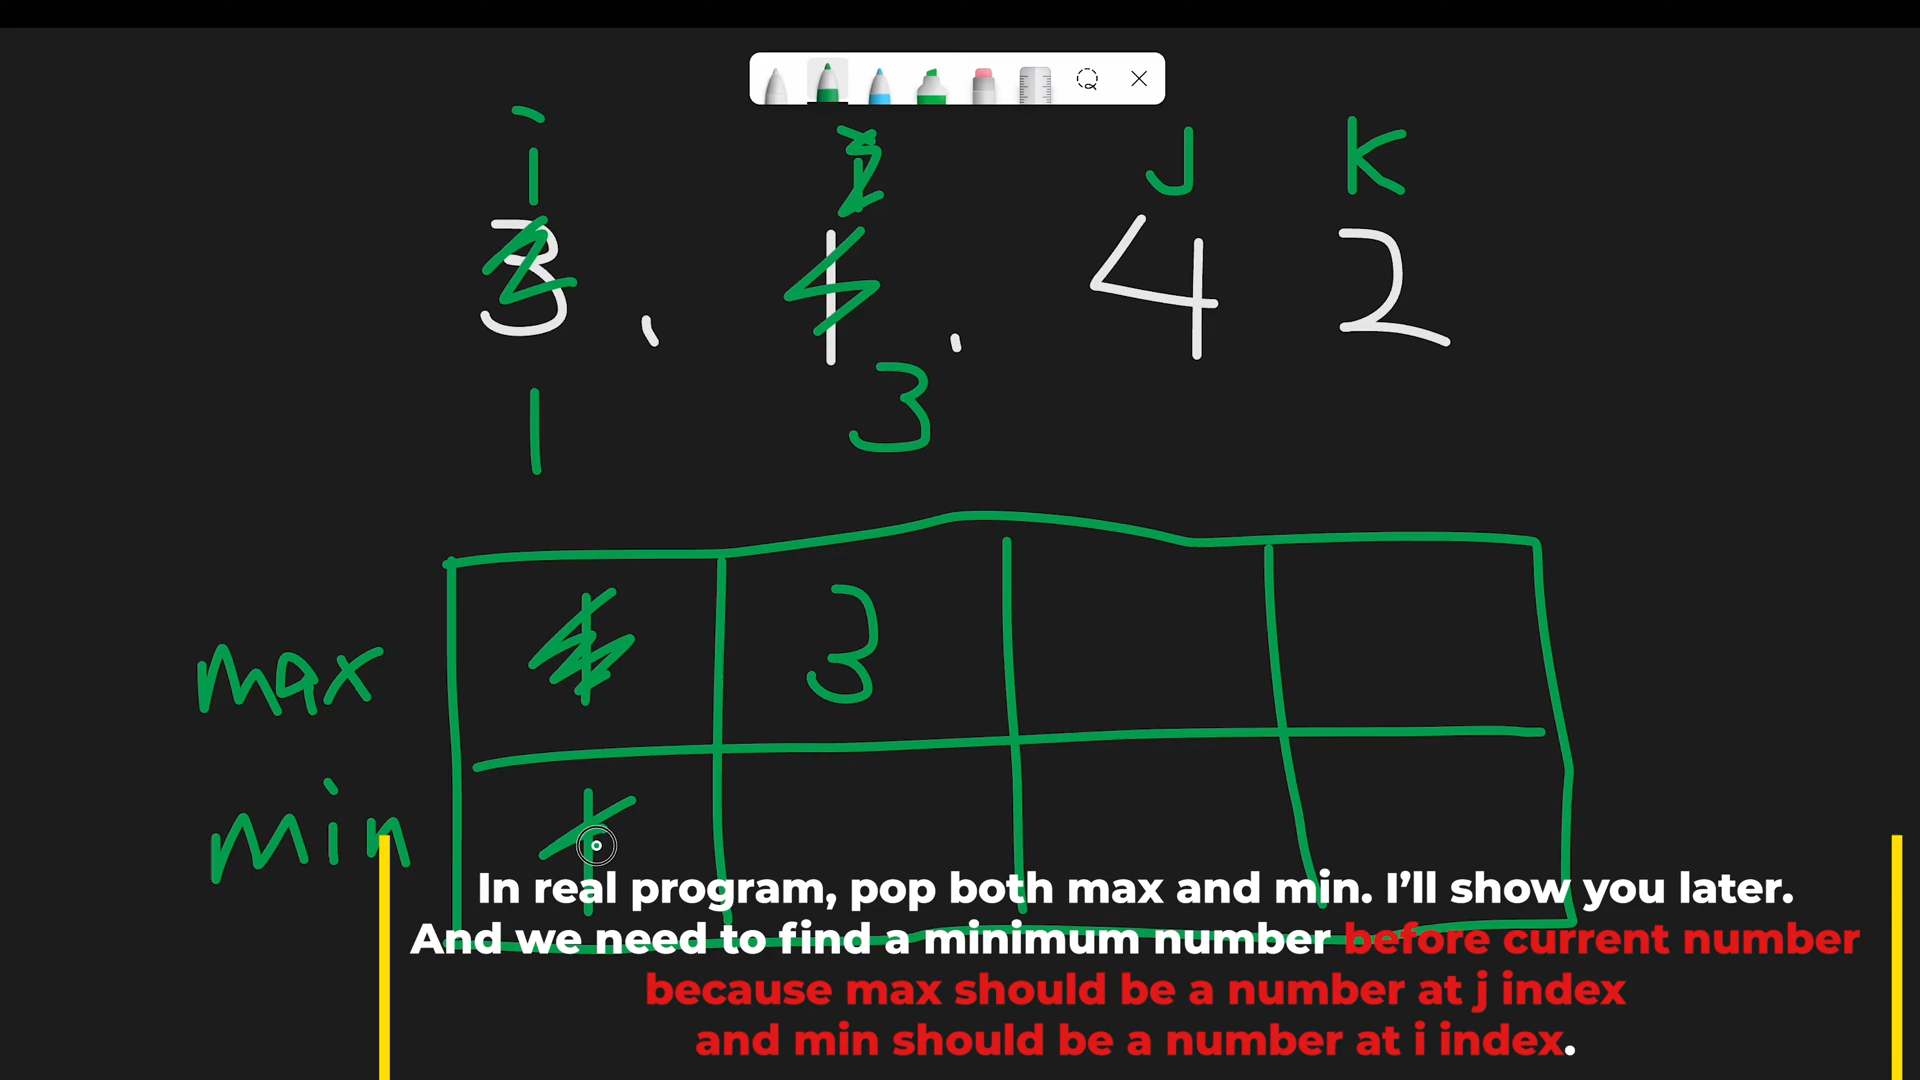 i J K
3, 1, 4 2
1 3
max 3
min
In real program, pop both max and min. I'll show you later.
And we need to find a minimum number before current number
because max should be a number at j index
and min should be a number at i index.